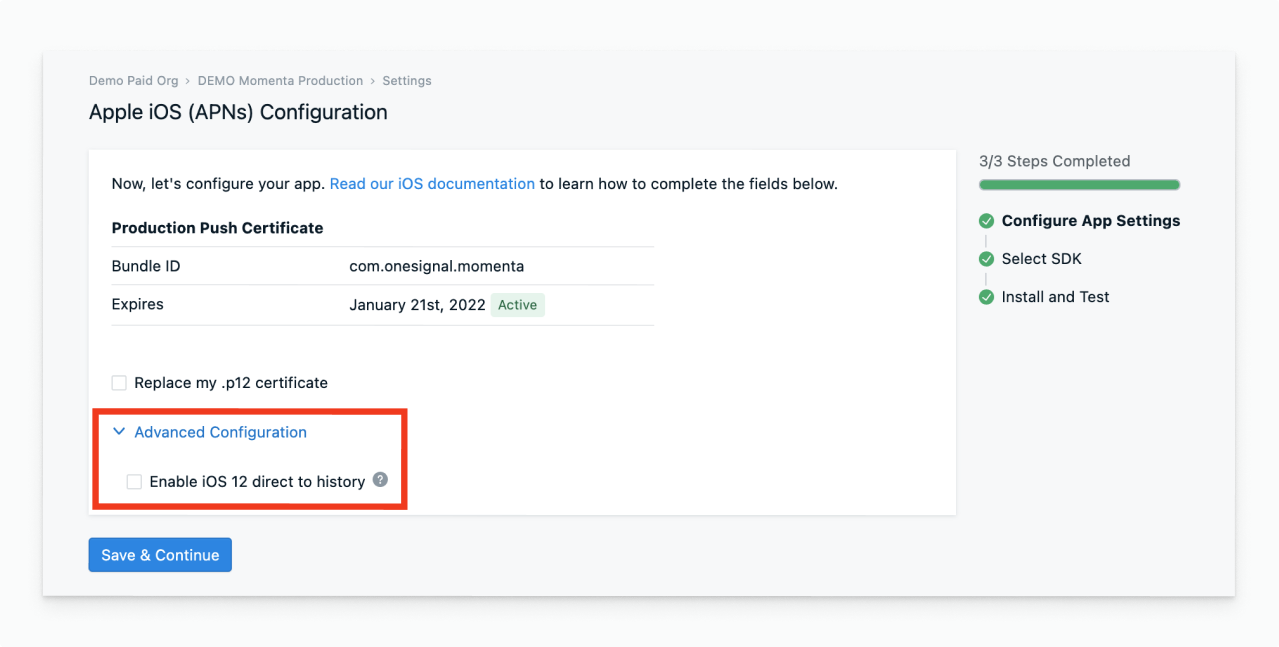 Demo Paid Org › DEMO Momenta Production › Settings
Apple iOS (APNs) Configuration
Now, let's configure your app. Read our iOS documentation to learn how to complete the fields below.
Production Push Certificate
Bundle ID com.onesignal.momenta
Expires January 21st, 2022 Active
Replace my .p12 certificate
Advanced Configuration
Enable iOS 12 direct to history ?
Save & Continue
3/3 Steps Completed
Configure App Settings
Select SDK
Install and Test